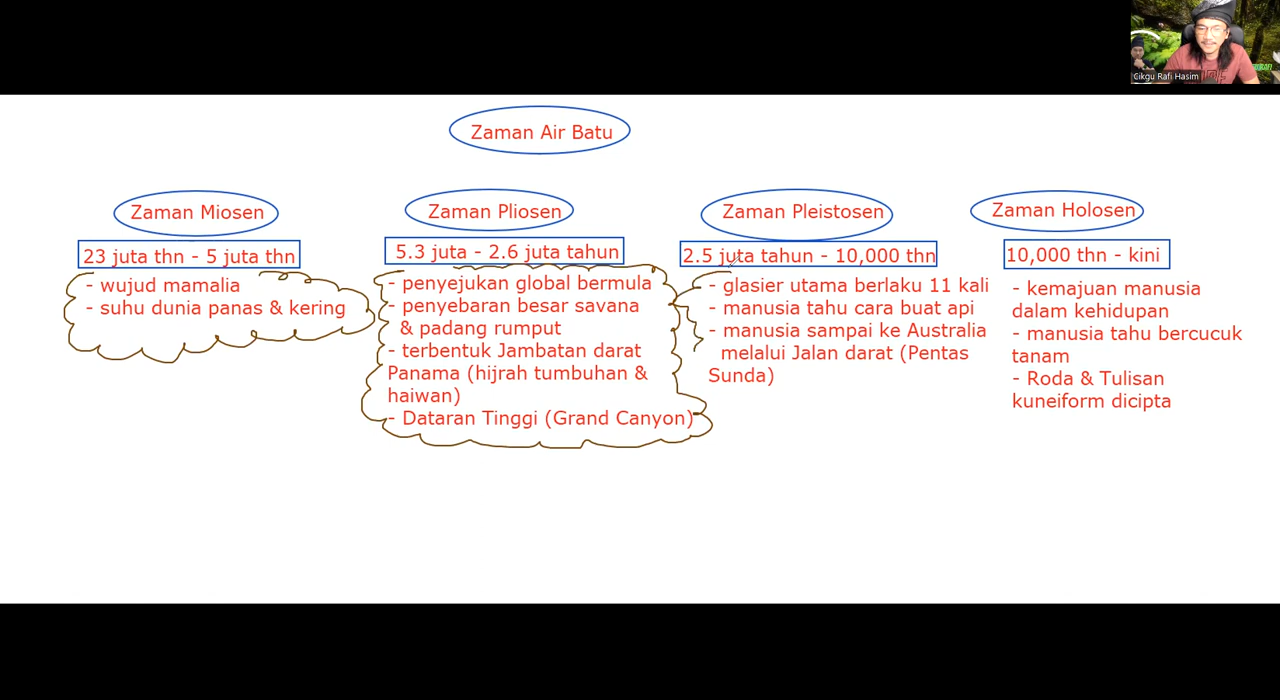 Cikgu Rafi Hasim
Zaman Air Batu
Zaman Miosen
23 juta thn - 5 juta thn
- wujud mamalia
- suhu dunia panas & kering
Zaman Pliosen
5.3 juta - 2.6 juta tahun
- penyejukan global bermula
- penyebaran besar savana
& padang rumput
- terbentuk Jambatan darat
Panama (hijrah tumbuhan &
haiwan)
- Dataran Tinggi (Grand Canyon)
Zaman Pleistosen
2.5 juta tahun - 10,000 thn
- glasier utama berlaku 11 kali
- manusia tahu cara buat api
- manusia sampai ke Australia
melalui Jalan darat (Pentas
Sunda)
Zaman Holosen
10,000 thn - kini
- kemajuan manusia
dalam kehidupan
- manusia tahu bercucuk
tanam
- Roda & Tulisan
kuneiform dicipta